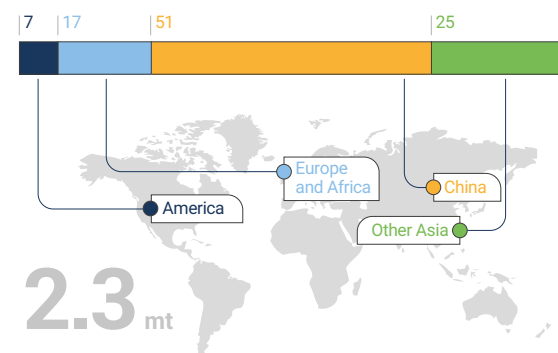 7 17 51 25
Europe
and Africa
China
America
Other Asia
2.3 mt